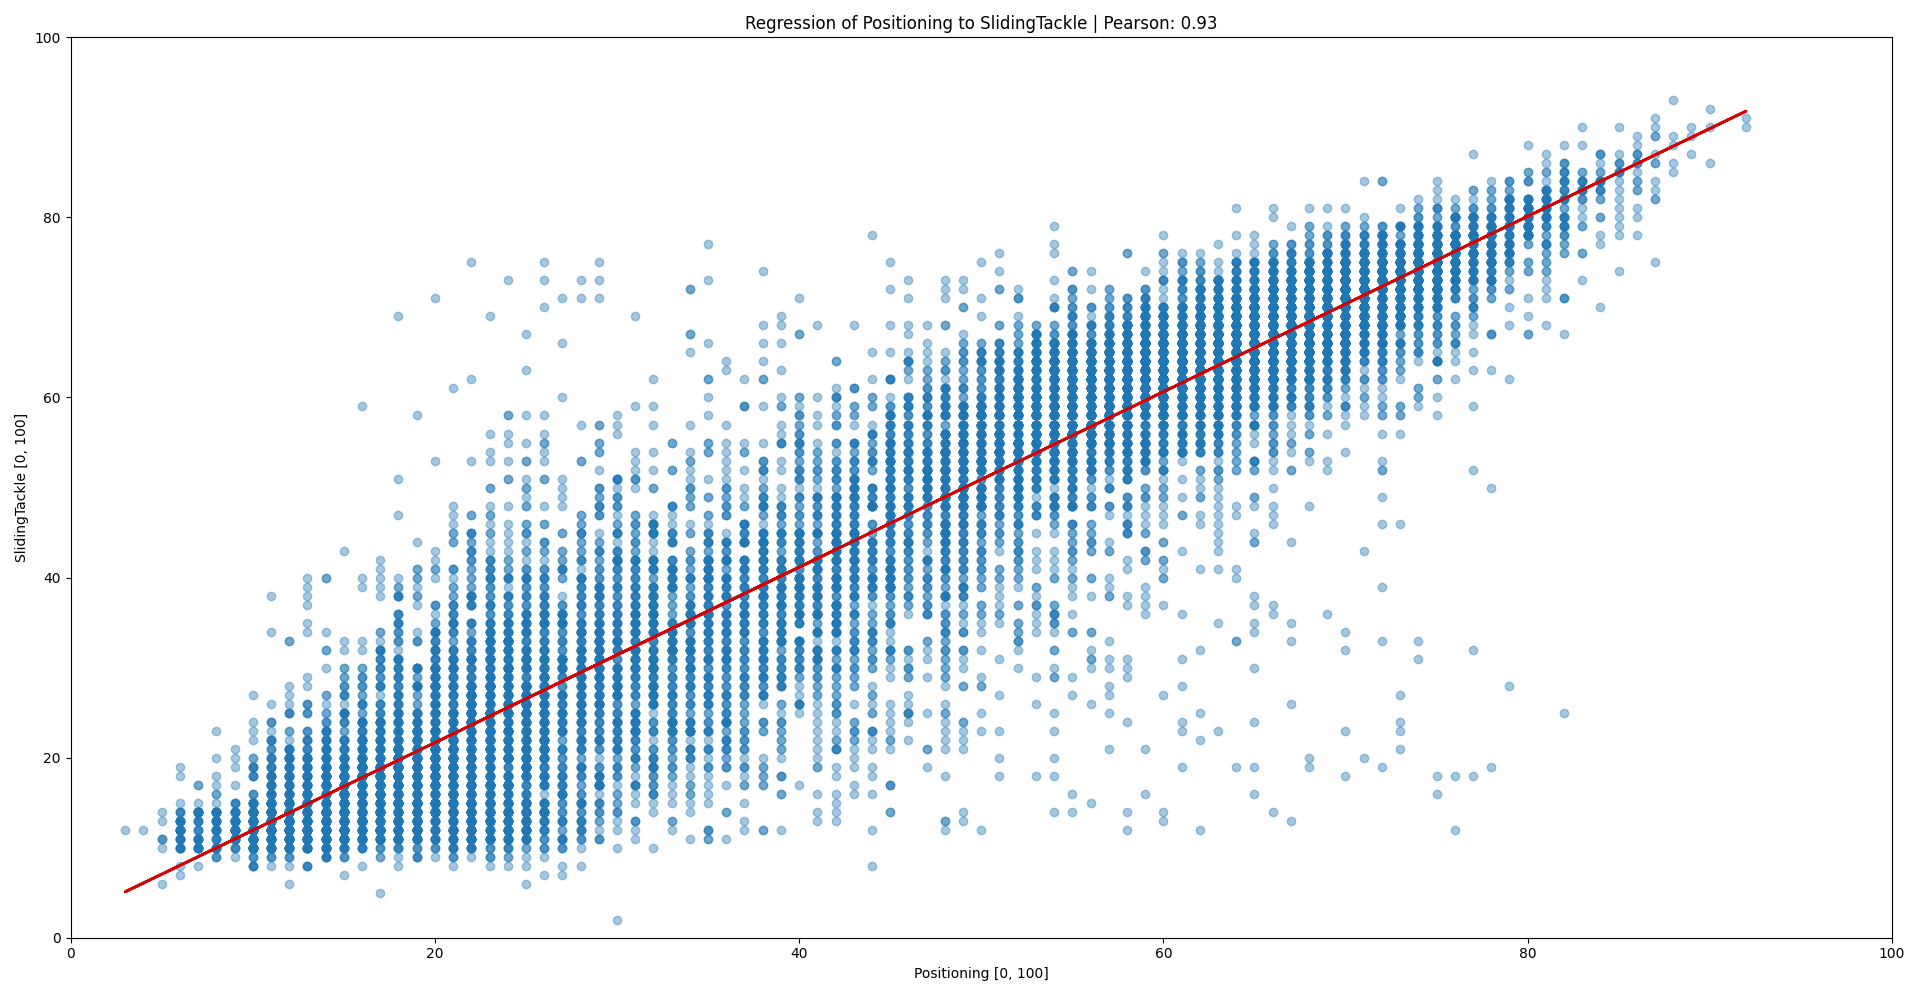 Regression of Positioning to SlidingTackle | Pearson: 0.93
100
80
60
40
20
0
SlidingTackle [0, 100]
0 20 40 60 80 100
Positioning [0, 100]